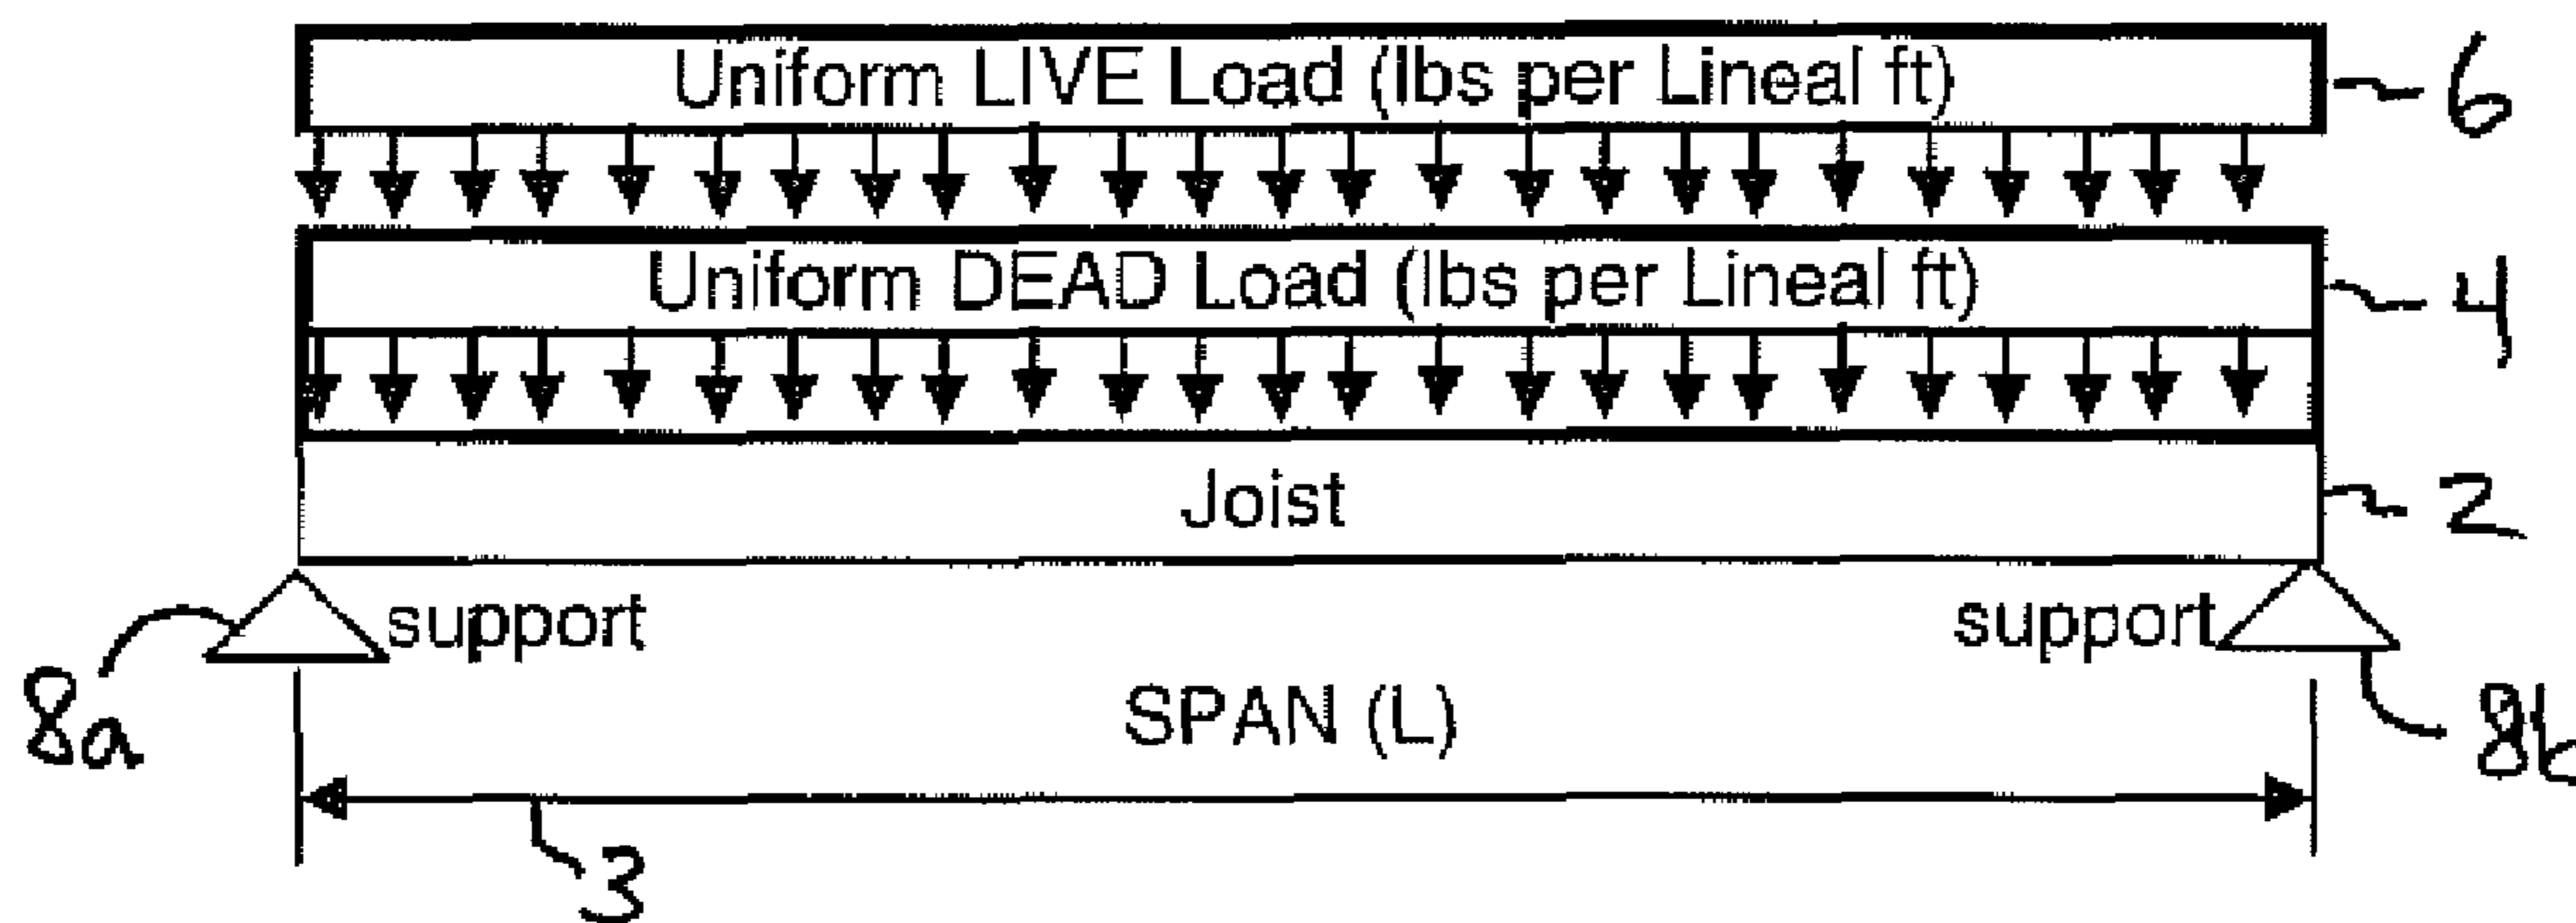 Uniform LIVE Load (lbs per Lineal ft)
6
Uniform DEAD Load (lbs per Lineal ft)
4
Joist
2
support
support
8a
SPAN (L)
8b
3